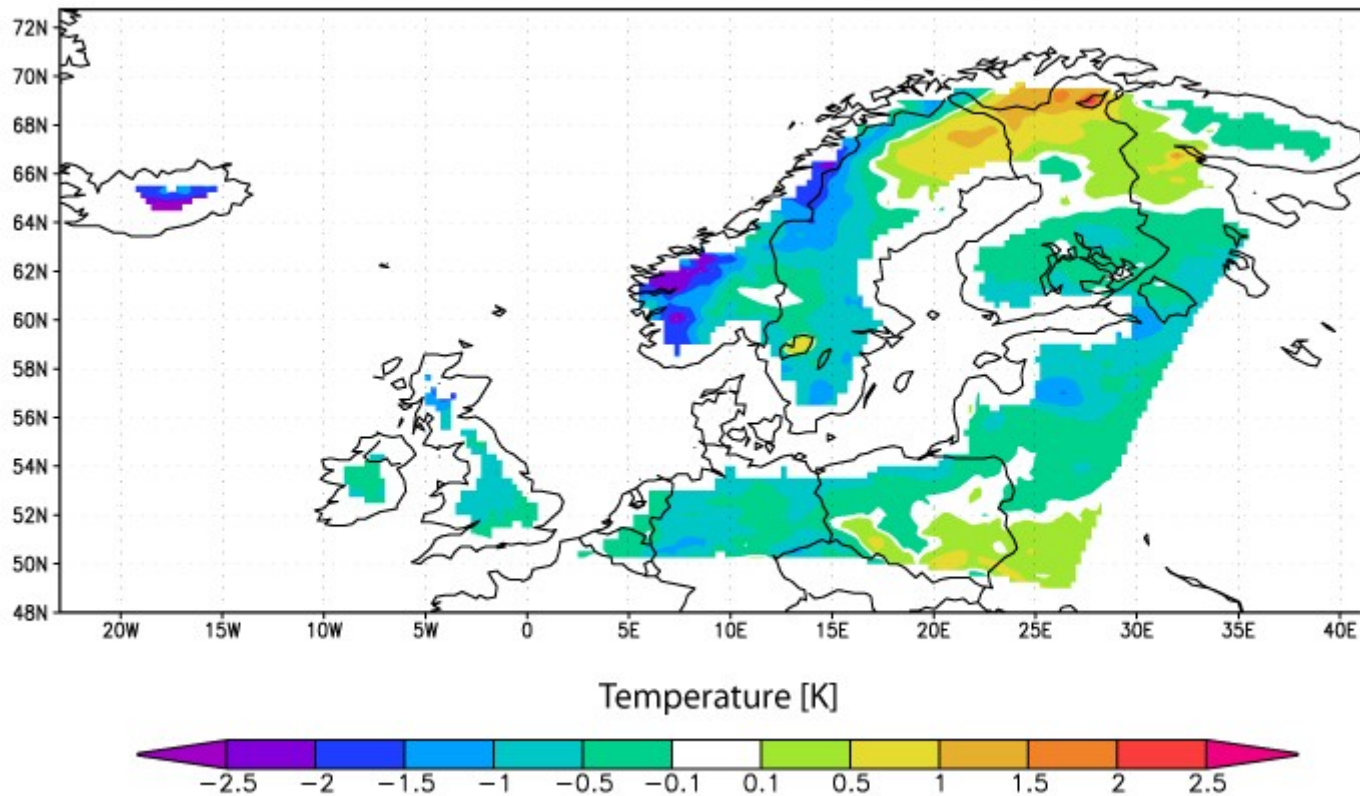 72N
70N
68N
66N
64N
62N
60N
58N
56N
54N
52N
50N
48N
20W 15W 10W 5W 0 5E 10E 15E 20E 25E 30E 35E 40E
Temperature [K]
−2.5 −2 −1.5 −1 −0.5 −0.1 0.1 0.5 1 1.5 2 2.5